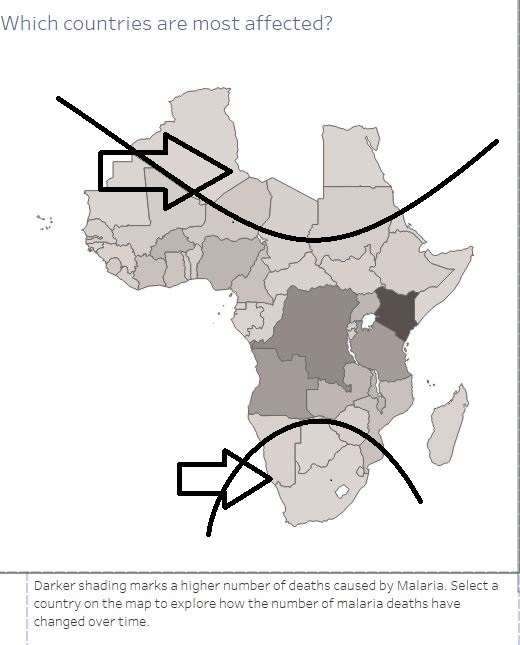 Which countries are most affected?
Darker shading marks a higher number of deaths caused by Malaria. Select a
country on the map to explore how the number of malaria deaths have
changed over time.